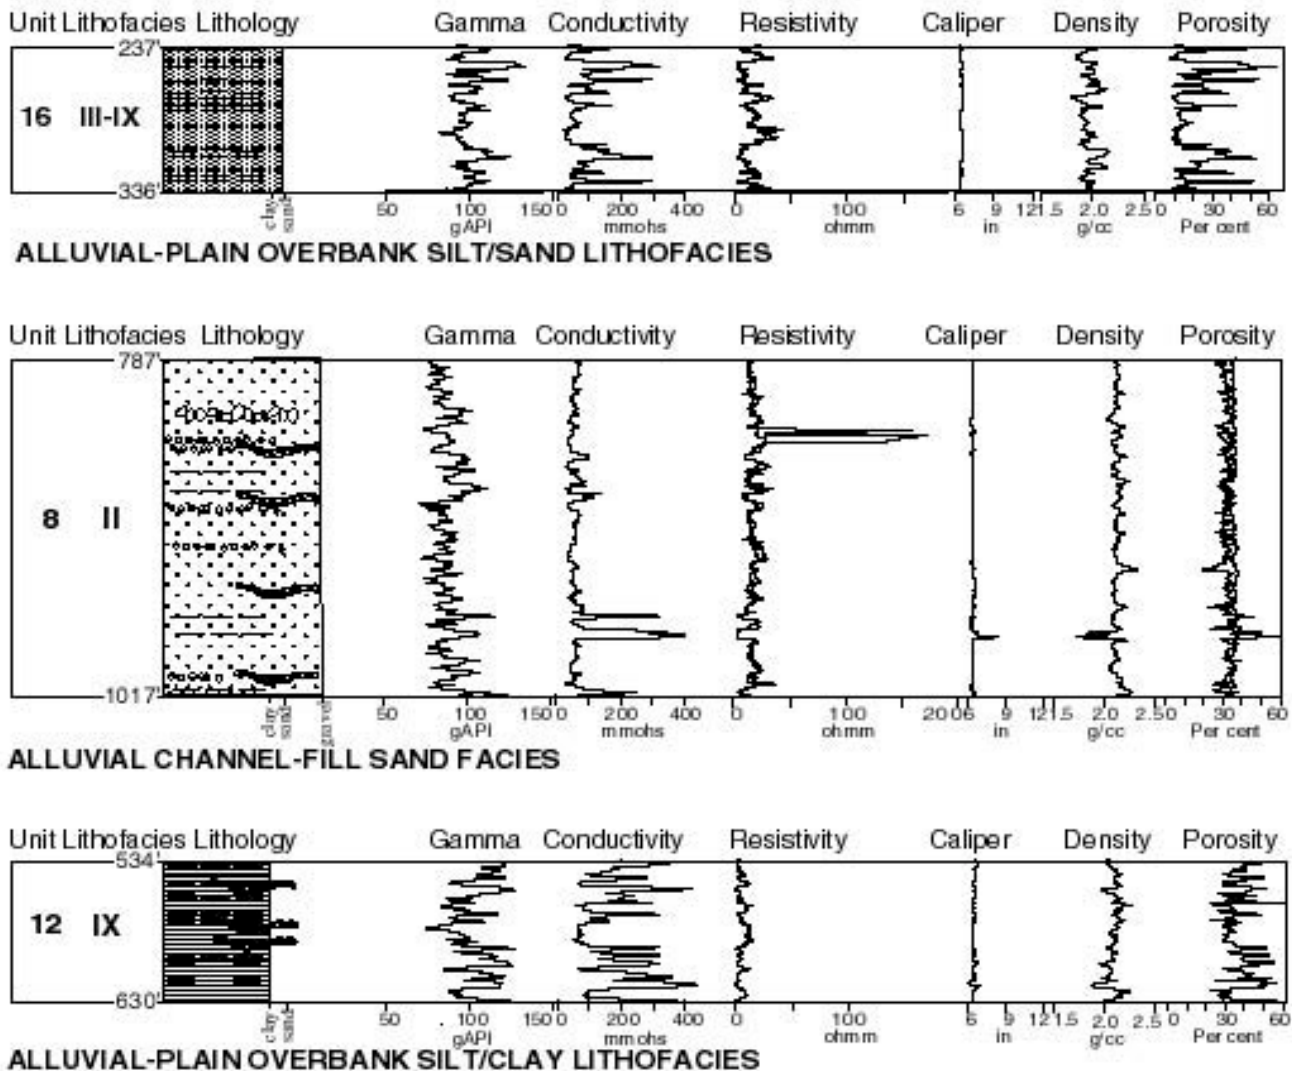 Unit Lithofacies Lithology Gamma Conductivity Resistivity Caliper Density Porosity
237'
16 III-IX
336'
clay sand 50 100 150 0 200 400 0 100 6 9 12 1.5 2.0 2.5 0 30 60
gAPI mmohs ohmm in g/cc Per cent
ALLUVIAL-PLAIN OVERBANK SILT/SAND LITHOFACIES
Unit Lithofacies Lithology Gamma Conductivity Resistivity Caliper Density Porosity
787'
8 II
1017'
clay sand gravel 50 100 150 0 200 400 0 100 200 6 9 12 1.5 2.0 2.5 0 30 60
gAPI mmohs ohmm in g/cc Per cent
ALLUVIAL CHANNEL-FILL SAND FACIES
Unit Lithofacies Lithology Gamma Conductivity Resistivity Caliper Density Porosity
534'
12 IX
630'
clay sand 50 100 150 0 200 400 0 100 6 9 12 1.5 2.0 2.5 0 30 60
gAPI mmohs ohmm in g/cc Per cent
ALLUVIAL-PLAIN OVERBANK SILT/CLAY LITHOFACIES